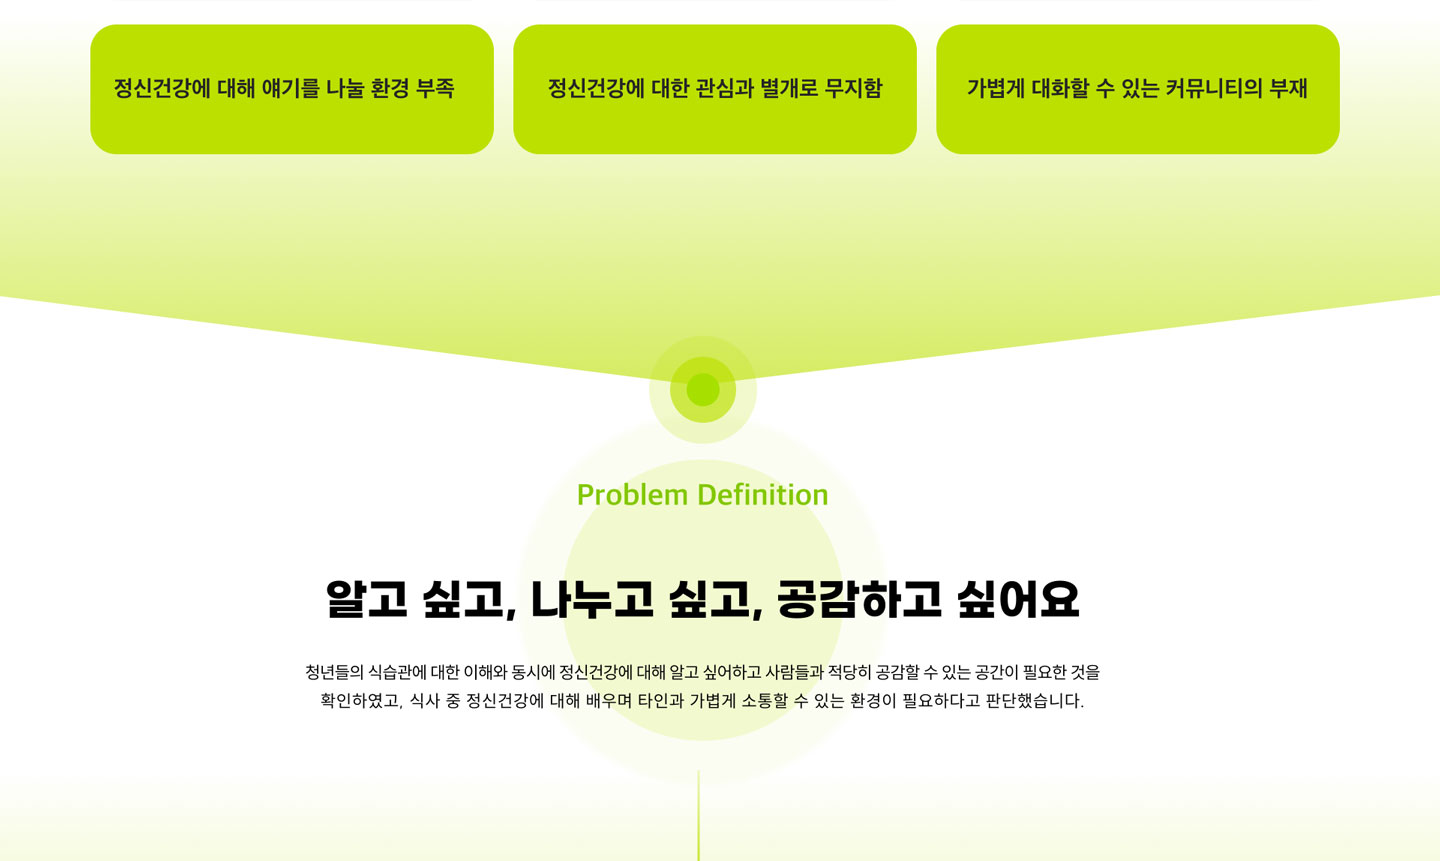 정신건강에 대해 얘기를 나눌 환경 부족
정신건강에 대한 관심과 별개로 무지함
가볍게 대화할 수 있는 커뮤니티의 부재
Problem Definition
알고 싶고, 나누고 싶고, 공감하고 싶어요
청년들의 식습관에 대한 이해와 동시에 정신건강에 대해 알고 싶어하고 사람들과 적당히 공감할 수 있는 공간이 필요한 것을
확인하였고, 식사 중 정신건강에 대해 배우며 타인과 가볍게 소통할 수 있는 환경이 필요하다고 판단했습니다.